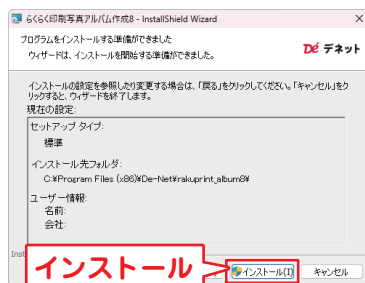 らくらく印刷写真アルバム作成8 - InstallShield Wizard
プログラムをインストールする準備ができました
ウィザードは、インストールを開始する準備ができました。
De デネット
インストールの設定を参照したり変更する場合は、「戻る」をクリックしてください。「キャンセル」をク
リックすると、ウィザードを終了します。
現在の設定:
セットアップ タイプ:
標準
インストール先フォルダ:
C:¥Program Files (x86)¥De-Net¥rakuprint_album8¥
ユーザー情報:
名前:
会社:
Inst
インストール
インストール(I)
キャンセル